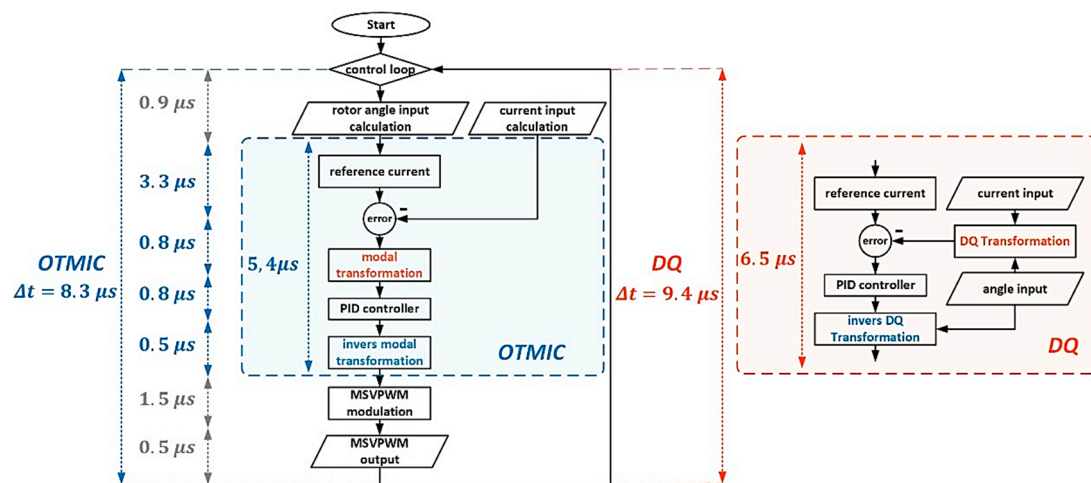 Start
control loop
0.9 μs
rotor angle input
calculation
current input
calculation
3.3 μs
reference current
error
-
0.8 μs
modal
transformation
5,4μs
OTMIC
Δt = 8.3 μs
0.8 μs
PID controller
0.5 μs
invers modal
transformation
OTMIC
1.5 μs
MSVPWM
modulation
0.5 μs
MSVPWM
output
DQ
Δt = 9.4 μs
6.5 μs
reference current
current input
error
-
DQ Transformation
PID controller
angle input
invers DQ
Transformation
DQ